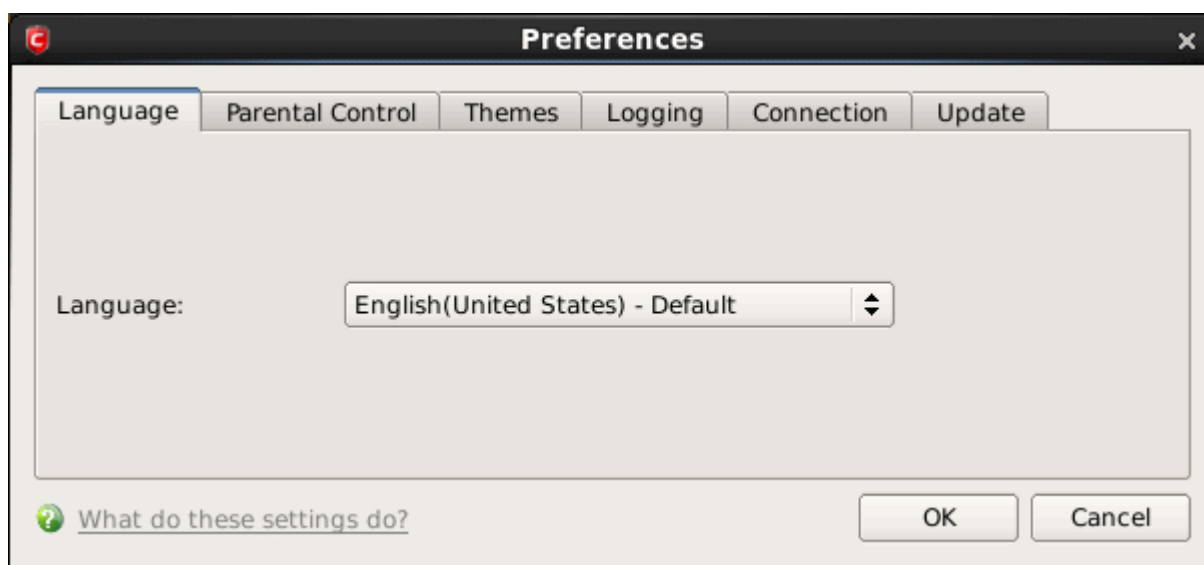 Preferences
Language Parental Control Themes Logging Connection Update
Language: English(United States) - Default
What do these settings do? OK Cancel